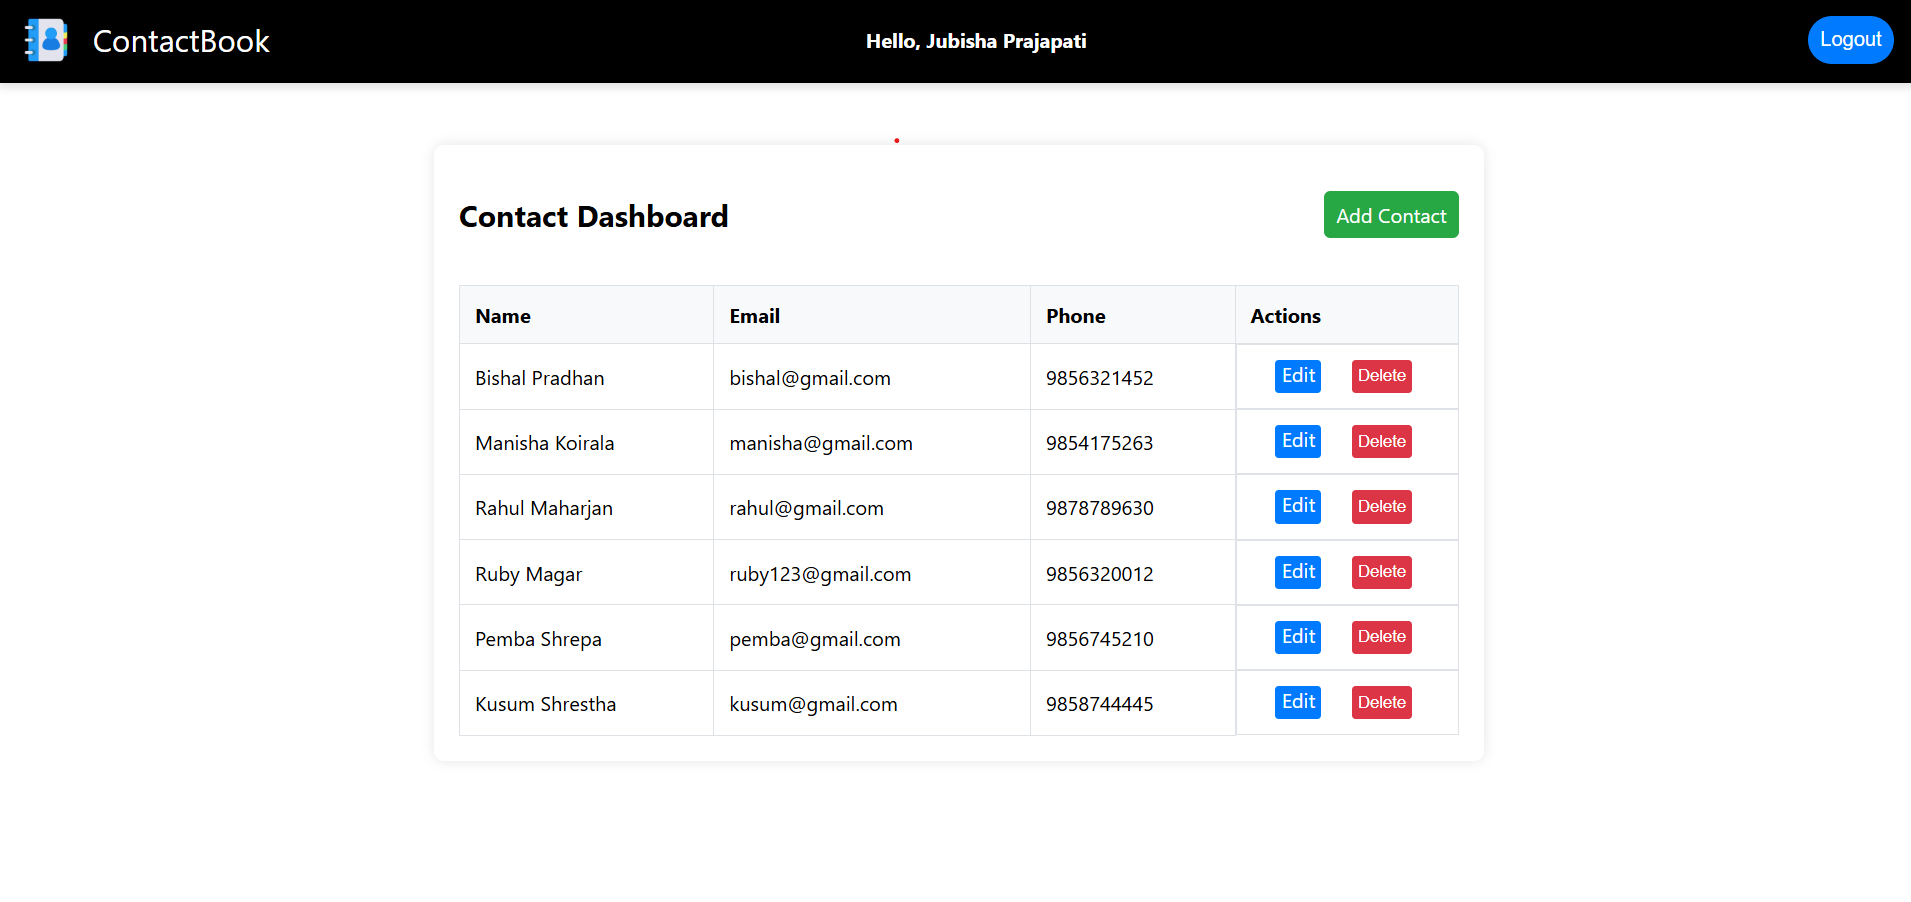 ContactBook Hello, Jubisha Prajapati Logout
Contact Dashboard Add Contact
Name Email Phone Actions
Bishal Pradhan bishal@gmail.com 9856321452 Edit Delete
Manisha Koirala manisha@gmail.com 9854175263 Edit Delete
Rahul Maharjan rahul@gmail.com 9878789630 Edit Delete
Ruby Magar ruby123@gmail.com 9856320012 Edit Delete
Pemba Shrepa pemba@gmail.com 9856745210 Edit Delete
Kusum Shrestha kusum@gmail.com 9858744445 Edit Delete